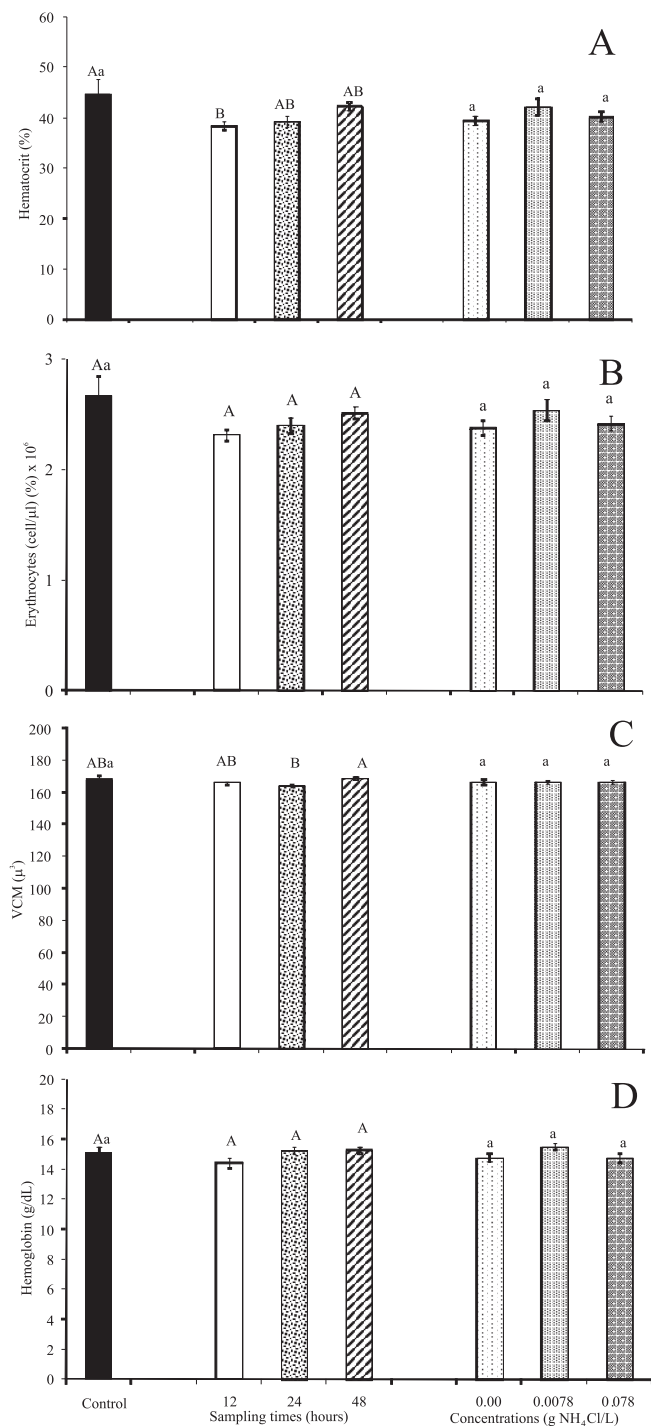 A
60
Aa
50
B
AB
AB
a
a
a
40
30
20
10
0
Hematocrit (%)
B
3
Aa
A
A
A
a
a
a
2
1
0
Erythrocytes (cell/µl) (%) x 10⁶
C
200
180
ABa
AB
B
A
a
a
a
160
140
120
100
80
60
40
20
0
VCM (µ³)
D
20
18
16
Aa
A
A
A
a
a
a
14
12
10
8
6
4
2
0
Hemoglobin (g/dL)
Control
12
24
48
0.00
0.0078
0.078
Sampling times (hours)
Concentrations (g NH₄Cl/L)